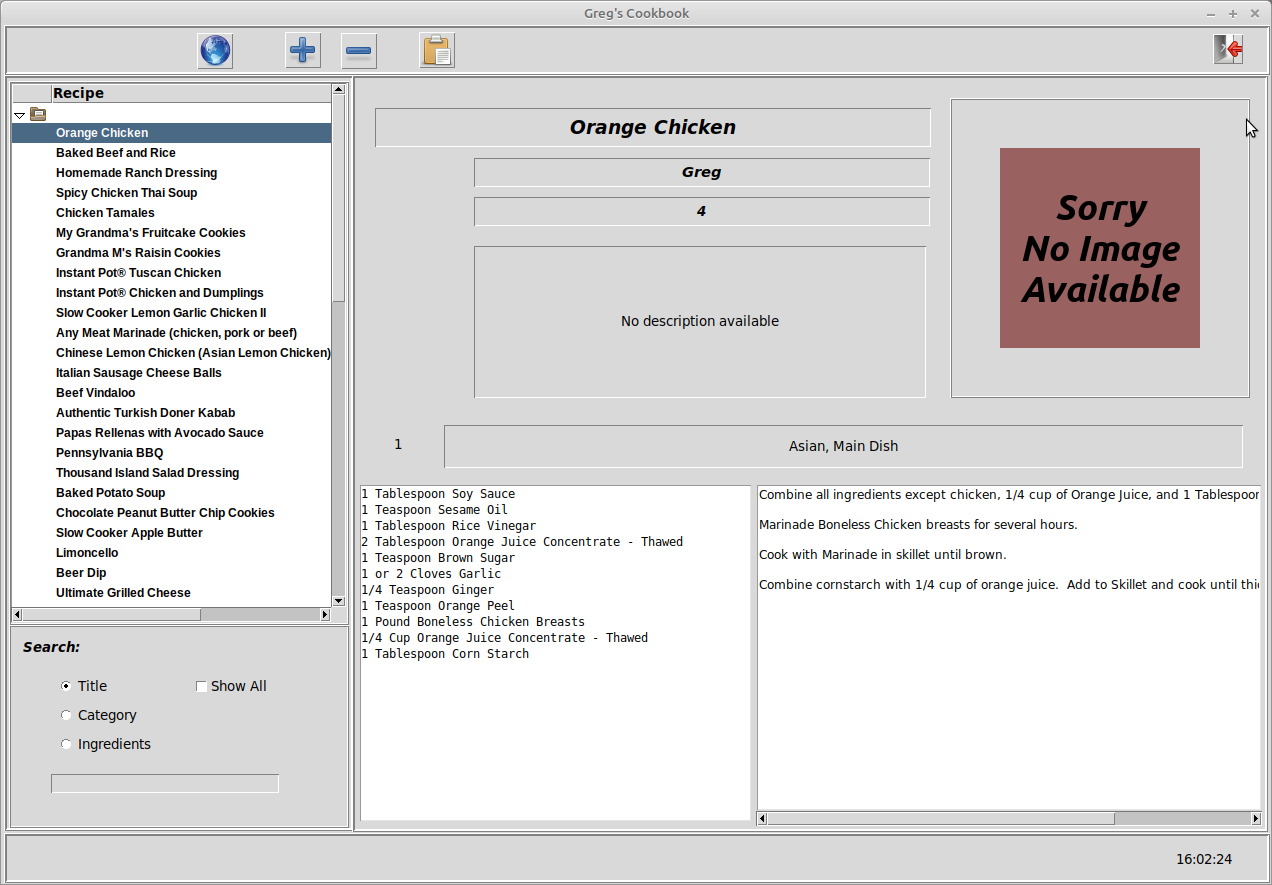 Greg's Cookbook
Recipe
Orange Chicken
Baked Beef and Rice
Homemade Ranch Dressing
Spicy Chicken Thai Soup
Chicken Tamales
My Grandma's Fruitcake Cookies
Grandma M's Raisin Cookies
Instant Pot® Tuscan Chicken
Instant Pot® Chicken and Dumplings
Slow Cooker Lemon Garlic Chicken II
Any Meat Marinade (chicken, pork or beef)
Chinese Lemon Chicken (Asian Lemon Chicken)
Italian Sausage Cheese Balls
Beef Vindaloo
Authentic Turkish Doner Kabab
Papas Rellenas with Avocado Sauce
Pennsylvania BBQ
Thousand Island Salad Dressing
Baked Potato Soup
Chocolate Peanut Butter Chip Cookies
Slow Cooker Apple Butter
Limoncello
Beer Dip
Ultimate Grilled Cheese
Search:
Title
Show All
Category
Ingredients
Orange Chicken
Greg
4
No description available
Sorry
No Image
Available
1
Asian, Main Dish
1 Tablespoon Soy Sauce
1 Teaspoon Sesame Oil
1 Tablespoon Rice Vinegar
2 Tablespoon Orange Juice Concentrate - Thawed
1 Teaspoon Brown Sugar
1 or 2 Cloves Garlic
1/4 Teaspoon Ginger
1 Teaspoon Orange Peel
1 Pound Boneless Chicken Breasts
1/4 Cup Orange Juice Concentrate - Thawed
1 Tablespoon Corn Starch
Combine all ingredients except chicken, 1/4 cup of Orange Juice, and 1 Tablespoon
Marinade Boneless Chicken breasts for several hours.
Cook with Marinade in skillet until brown.
Combine cornstarch with 1/4 cup of orange juice.  Add to Skillet and cook until
16:02:24